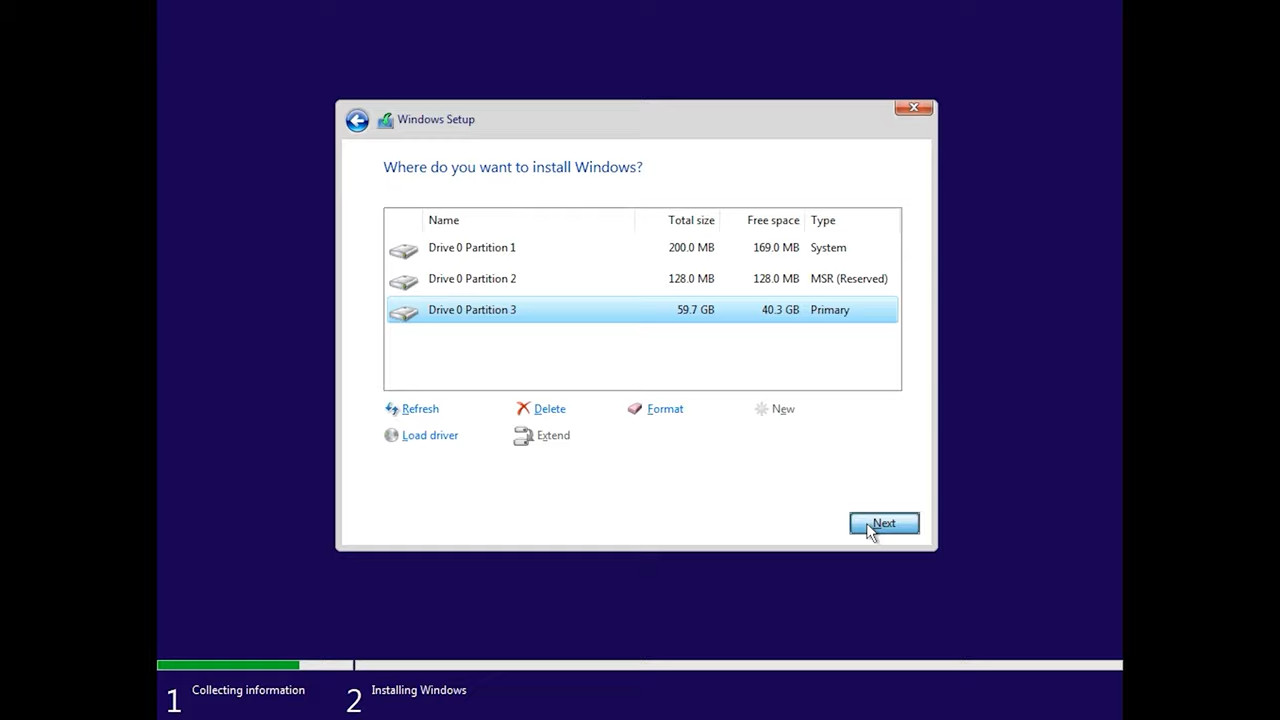 Windows Setup
Where do you want to install Windows?
Name Total size Free space Type
Drive 0 Partition 1 200.0 MB 169.0 MB System
Drive 0 Partition 2 128.0 MB 128.0 MB MSR (Reserved)
Drive 0 Partition 3 59.7 GB 40.3 GB Primary
Refresh Delete Format New
Load driver Extend
Next
1 Collecting information 2 Installing Windows